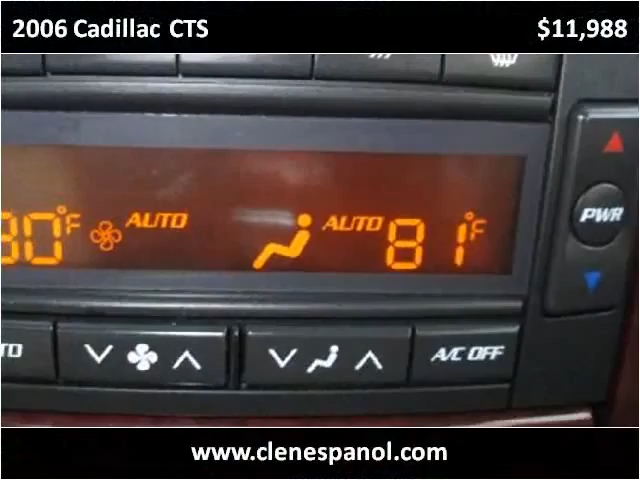 2006 Cadillac CTS $11,988
80°F AUTO AUTO 81°F
PWR
A/C OFF
www.clenespanol.com